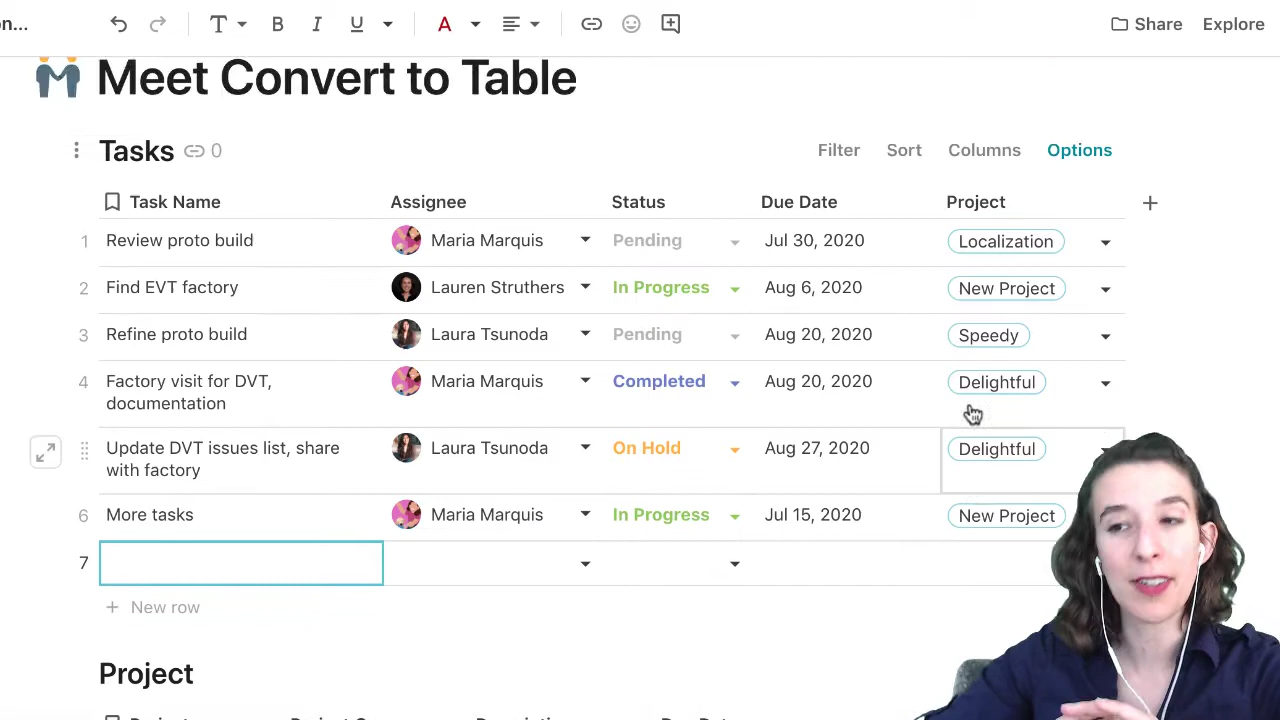 on...
T B I U A Share Explore
Meet Convert to Table
Tasks 0 Filter Sort Columns Options
Task Name Assignee Status Due Date Project +
1 Review proto build Maria Marquis Pending Jul 30, 2020 Localization
2 Find EVT factory Lauren Struthers In Progress Aug 6, 2020 New Project
3 Refine proto build Laura Tsunoda Pending Aug 20, 2020 Speedy
4 Factory visit for DVT, Maria Marquis Completed Aug 20, 2020 Delightful
documentation
Update DVT issues list, share Laura Tsunoda On Hold Aug 27, 2020 Delightful
with factory
6 More tasks Maria Marquis In Progress Jul 15, 2020 New Project
7
+ New row
Project